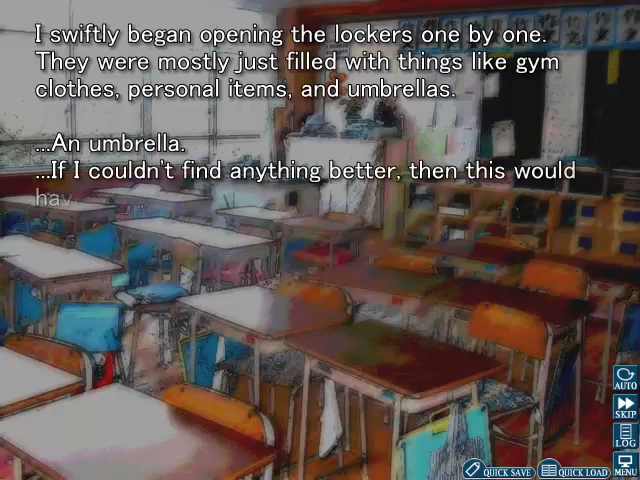 I swiftly began opening the lockers one by one.
They were mostly just filled with things like gym
clothes, personal items, and umbrellas.
...An umbrella.
...If I couldn't find anything better, then this would
hav
AUTO
SKIP
LOG
MENU
QUICK SAVE
QUICK LOAD